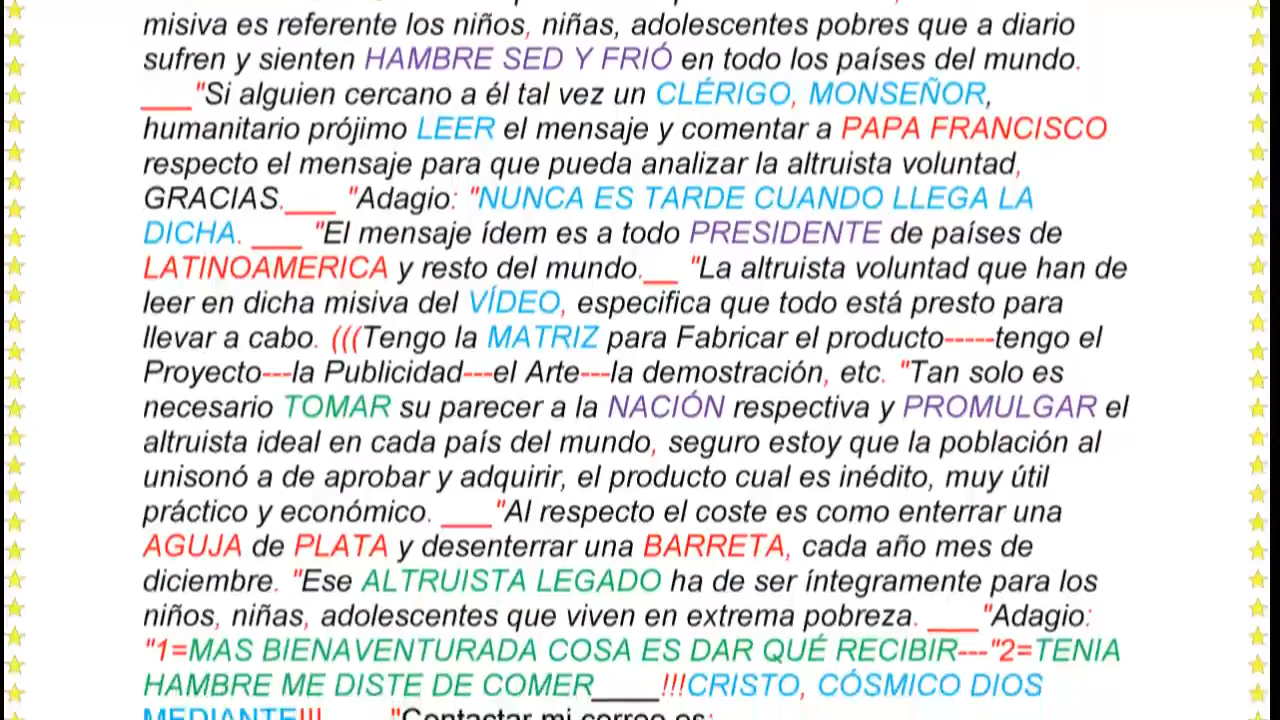 misiva es referente los niños, niñas, adolescentes pobres que a diario
sufren y sienten HAMBRE SED Y FRIÓ en todo los países del mundo.
___"Si alguien cercano a él tal vez un CLÉRIGO, MONSEÑOR,
humanitario prójimo LEER el mensaje y comentar a PAPA FRANCISCO
respecto el mensaje para que pueda analizar la altruista voluntad,
GRACIAS.___ "Adagio: "NUNCA ES TARDE CUANDO LLEGA LA
DICHA. ___ "El mensaje ídem es a todo PRESIDENTE de países de
LATINOAMERICA y resto del mundo.__ "La altruista voluntad que han de
leer en dicha misiva del VÍDEO, especifica que todo está presto para
llevar a cabo. (((Tengo la MATRIZ para Fabricar el producto-----tengo el
Proyecto---la Publicidad---el Arte---la demostración, etc. "Tan solo es
necesario TOMAR su parecer a la NACIÓN respectiva y PROMULGAR el
altruista ideal en cada país del mundo, seguro estoy que la población al
unisonó a de aprobar y adquirir, el producto cual es inédito, muy útil
práctico y económico. ___"Al respecto el coste es como enterrar una
AGUJA de PLATA y desenterrar una BARRETA, cada año mes de
diciembre. "Ese ALTRUISTA LEGADO ha de ser íntegramente para los
niños, niñas, adolescentes que viven en extrema pobreza. ___"Adagio:
"1=MAS BIENAVENTURADA COSA ES DAR QUÉ RECIBIR---"2=TENIA
HAMBRE ME DISTE DE COMER____!!!CRISTO, CÓSMICO DIOS
MEDIANTE!!! "Contactar mi correo es: